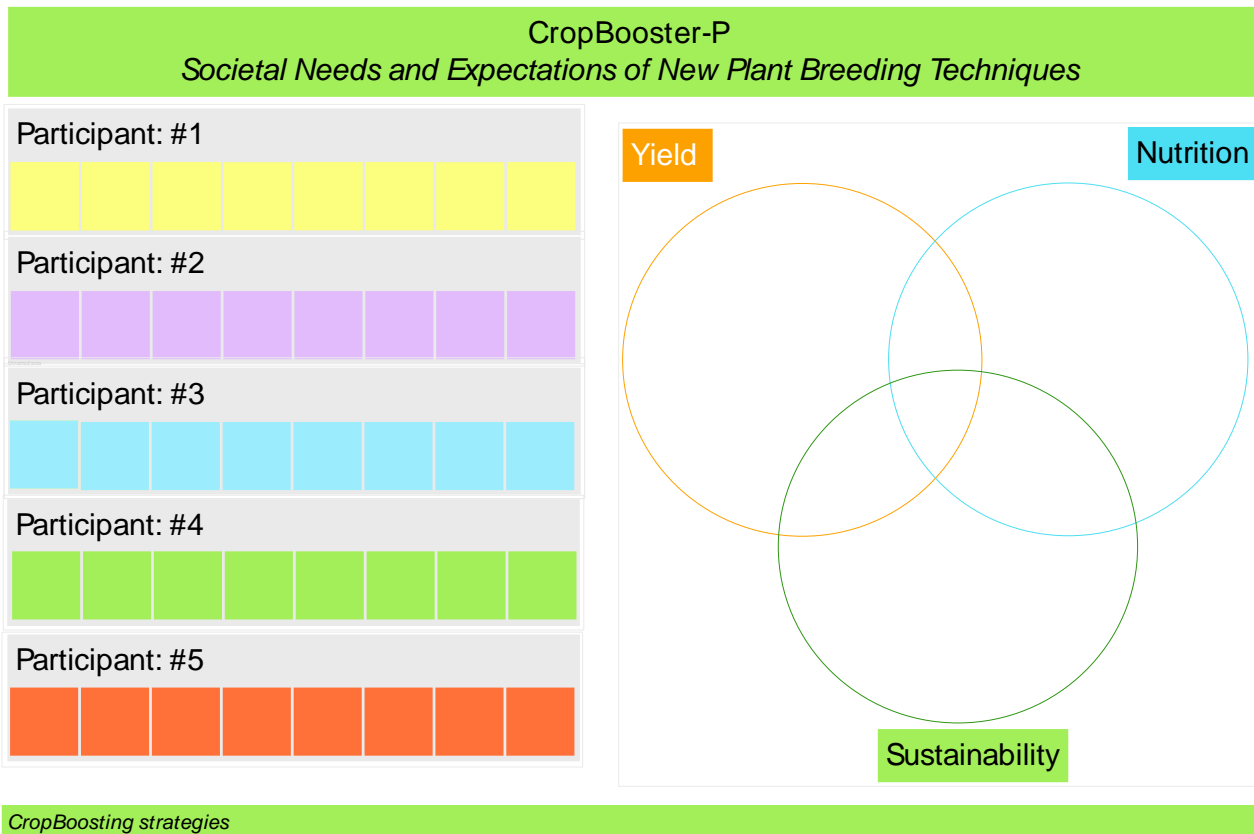 CropBooster-P
Societal Needs and Expectations of New Plant Breeding Techniques
Participant: #1
Participant: #2
Participant: #3
Participant: #4
Participant: #5
Yield
Nutrition
Sustainability
CropBoosting strategies